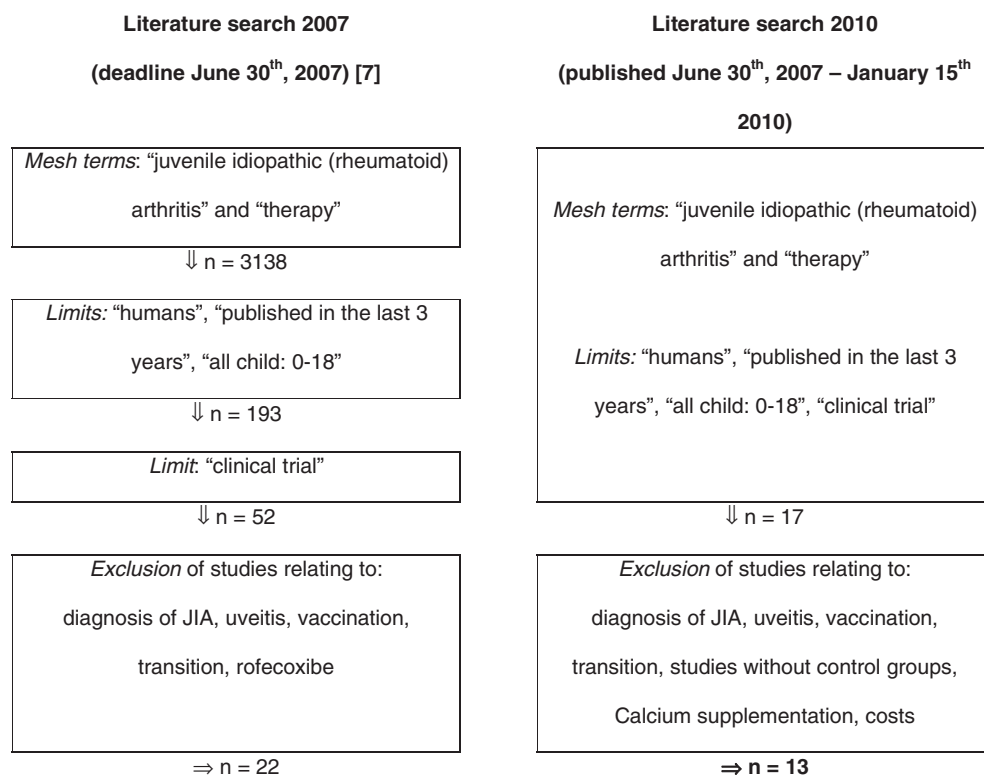 Literature search 2007
(deadline June 30th, 2007) [7]
Mesh terms: “juvenile idiopathic (rheumatoid)
arthritis” and “therapy”
⇓ n = 3138
Limits: “humans”, “published in the last 3
years”, “all child: 0-18”
⇓ n = 193
Limit: “clinical trial”
⇓ n = 52
Exclusion of studies relating to:
diagnosis of JIA, uveitis, vaccination,
transition, rofecoxibe
⇒ n = 22
Literature search 2010
(published June 30th, 2007 – January 15th
2010)
Mesh terms: “juvenile idiopathic (rheumatoid)
arthritis” and “therapy”
Limits: “humans”, “published in the last 3
years”, “all child: 0-18”, “clinical trial”
⇓ n = 17
Exclusion of studies relating to:
diagnosis of JIA, uveitis, vaccination,
transition, studies without control groups,
Calcium supplementation, costs
⇒ n = 13